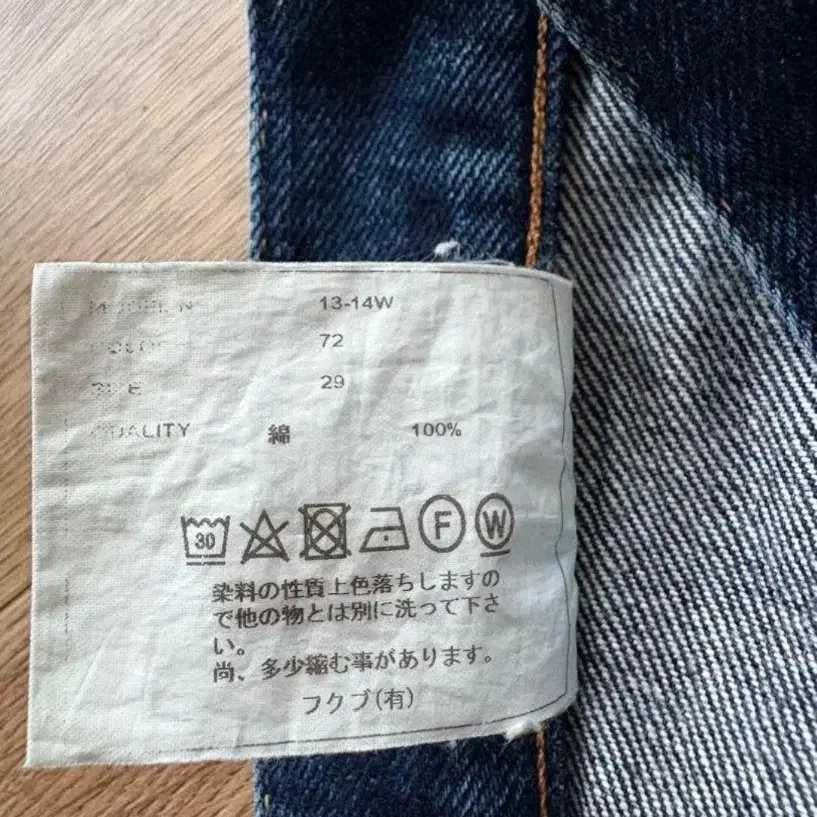 13-14W
72
29
QUALITY 綿 100%
30 F W
染料の性質上色落ちしますの
で他の物とは別に洗って下さ
い。
尚、多少縮む事があります。
フクブ(有)